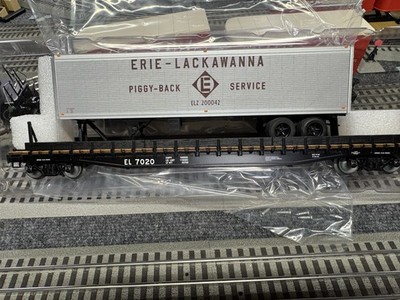 ERIE-LACKAWANNA
PIGGY-BACK E SERVICE
ELZ 200042
EL 7020